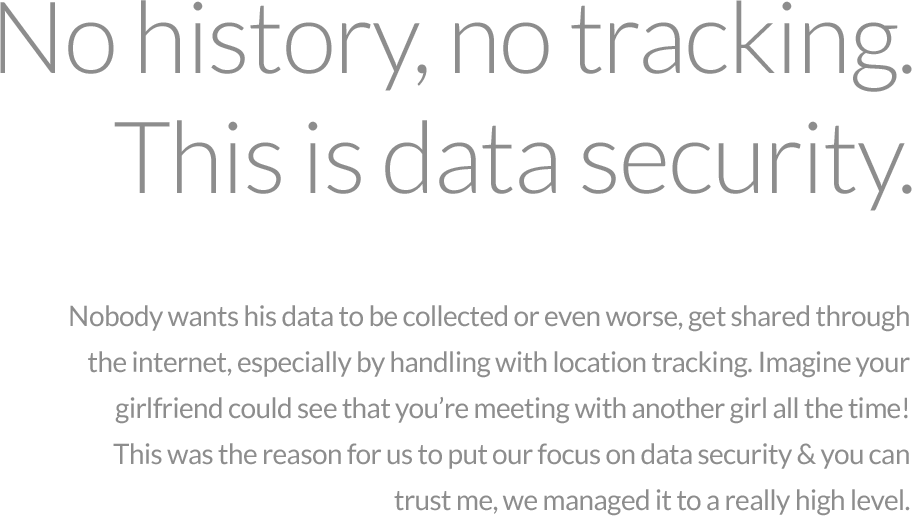 No history, no tracking.
This is data security.
Nobody wants his data to be collected or even worse, get shared through
the internet, especially by handling with location tracking. Imagine your
girlfriend could see that you’re meeting with another girl all the time!
This was the reason for us to put our focus on data security & you can
trust me, we managed it to a really high level.